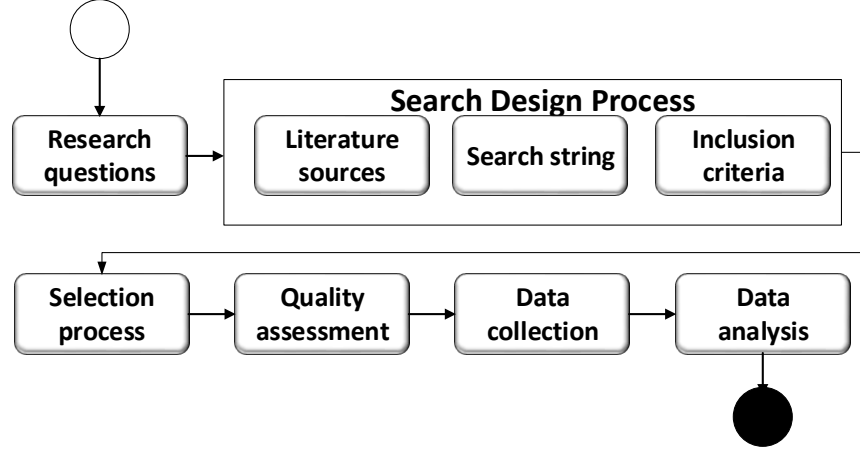 Search Design Process
Research
questions
Literature
sources
Search string
Inclusion
criteria
Selection
process
Quality
assessment
Data
collection
Data
analysis